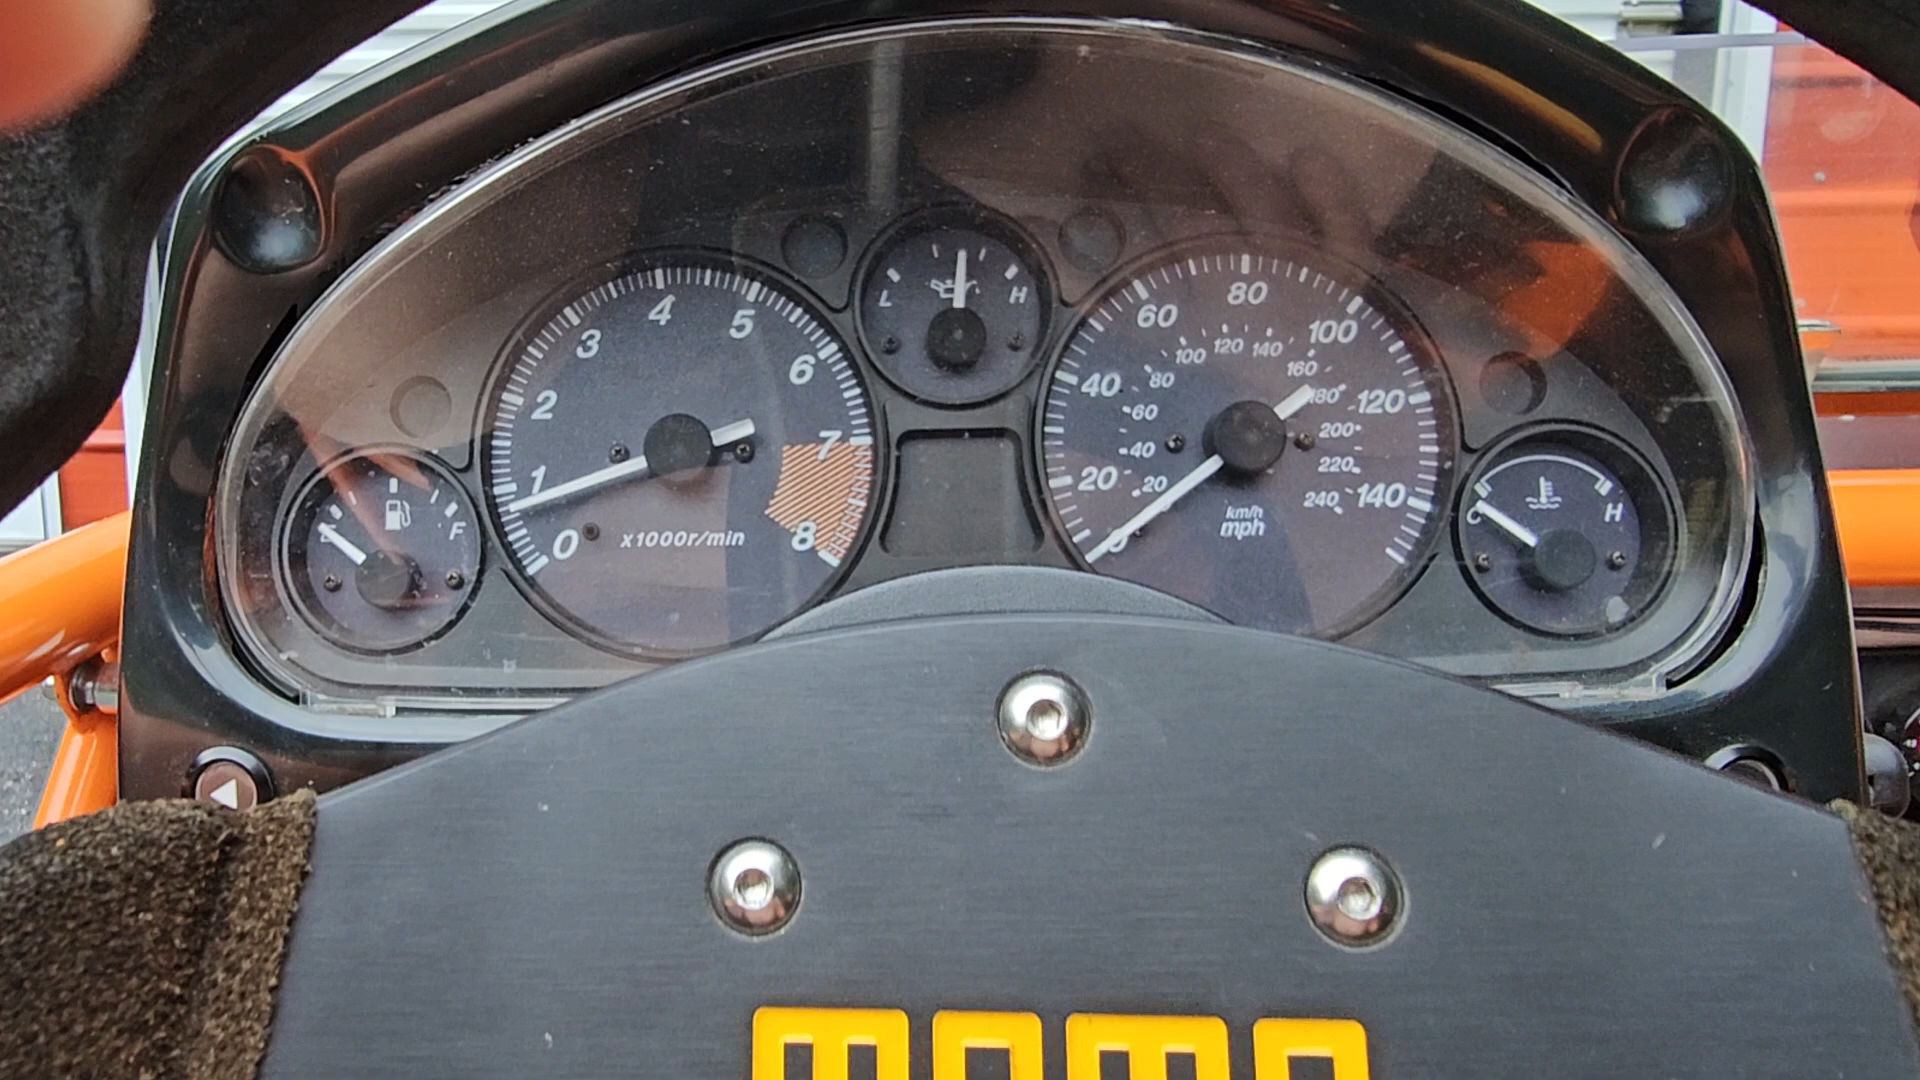 L H
0 1 2 3 4 5 6 7 8
x1000r/min
20 40 60 80 100 120 140
20 40 60 80 100 120 140 160 180 200 220 240
km/h
mph
F
C H